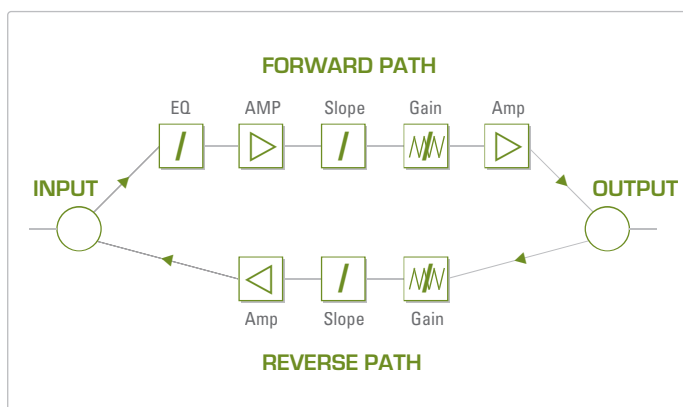 FORWARD PATH
EQ AMP Slope Gain Amp
INPUT OUTPUT
Amp Slope Gain
REVERSE PATH